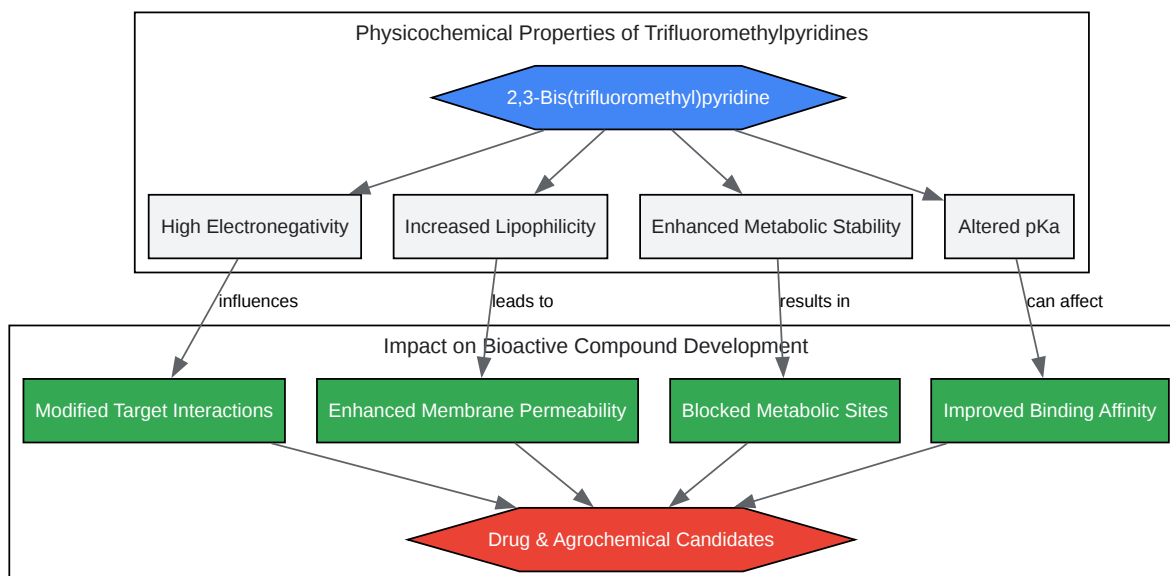 Physicochemical Properties of Trifluoromethylpyridines
2,3-Bis(trifluoromethyl)pyridine
High Electronegativity
Increased Lipophilicity
Enhanced Metabolic Stability
Altered pKa
influences
leads to
results in
can affect
Impact on Bioactive Compound Development
Modified Target Interactions
Enhanced Membrane Permeability
Blocked Metabolic Sites
Improved Binding Affinity
Drug & Agrochemical Candidates